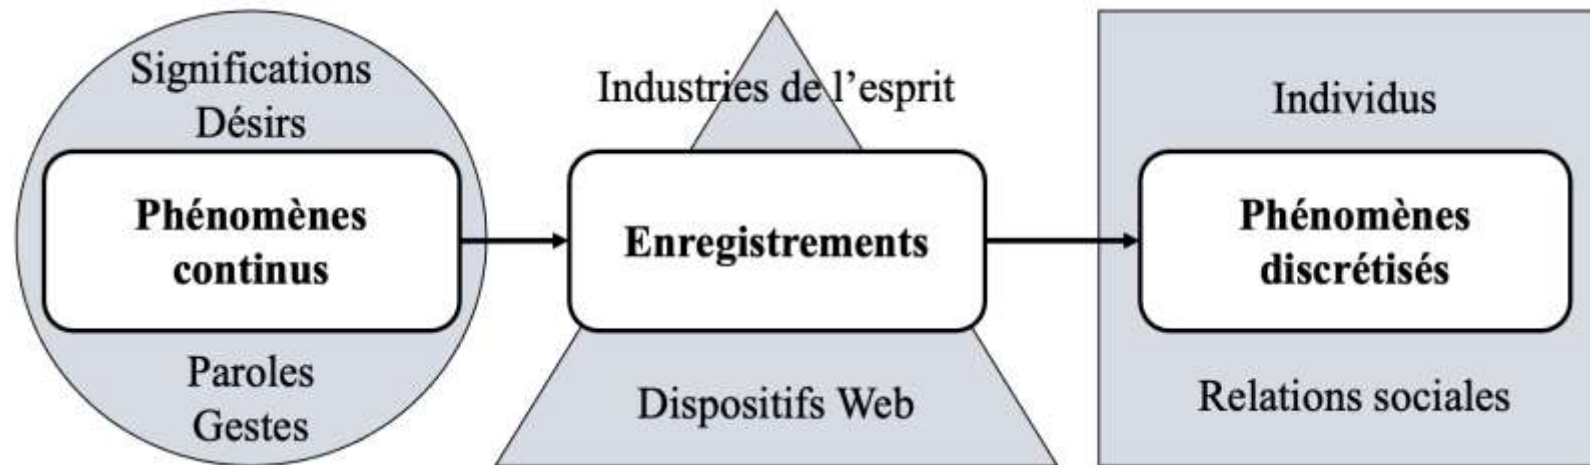 Significations
Désirs
Phénomènes
continus
Paroles
Gestes
Industries de l’esprit
Enregistrements
Dispositifs Web
Individus
Phénomènes
discrétisés
Relations sociales